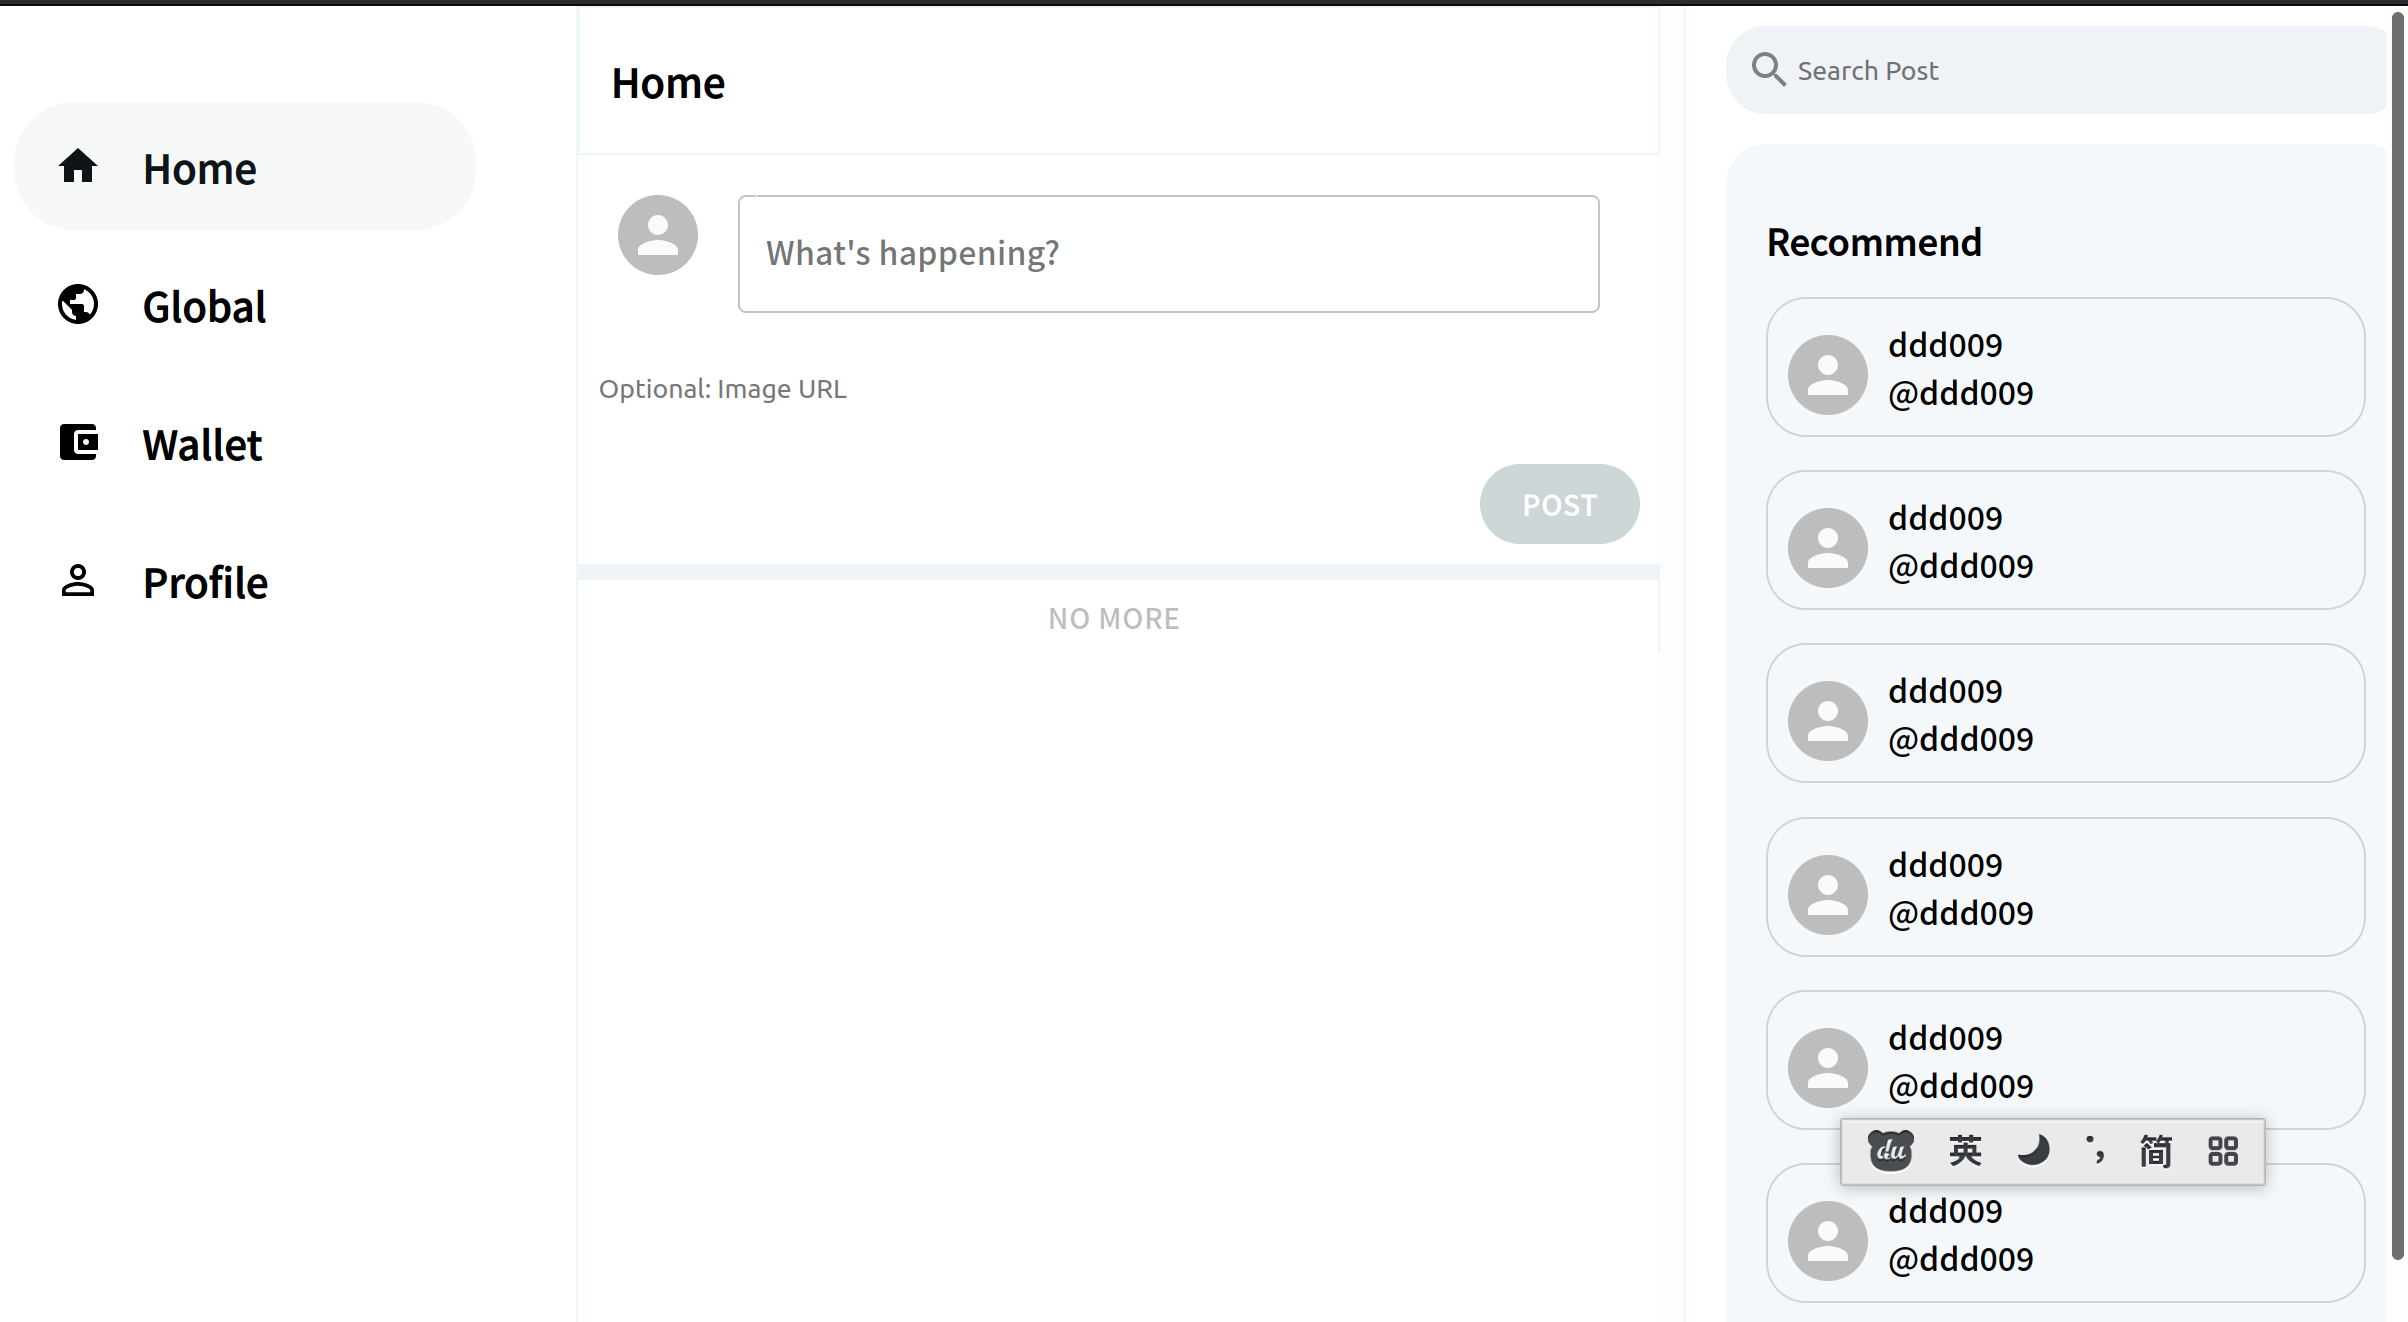 Home
Global
Wallet
Profile
Home
What's happening?
Optional: Image URL
POST
NO MORE
Search Post
Recommend
ddd009
@ddd009
ddd009
@ddd009
ddd009
@ddd009
ddd009
@ddd009
ddd009
@ddd009
du 英 简
ddd009
@ddd009